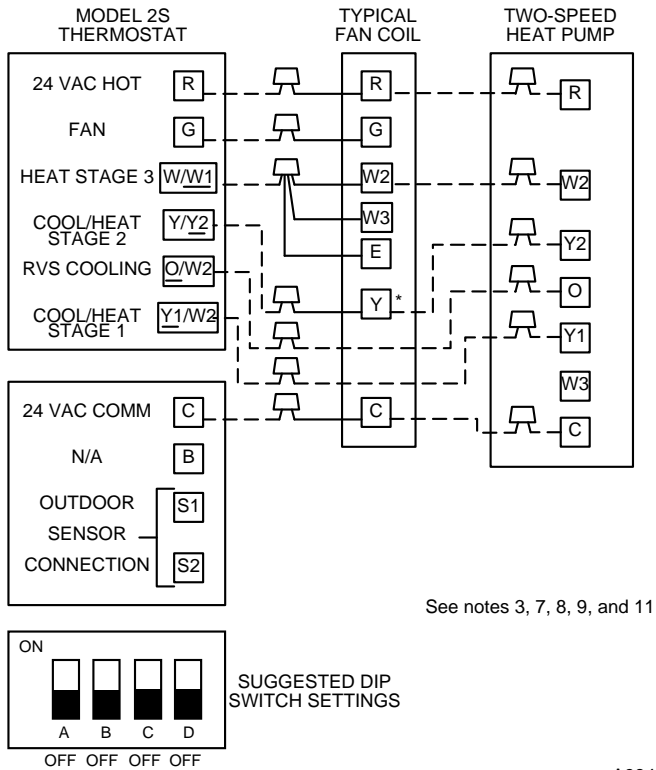 MODEL 2S
THERMOSTAT
TYPICAL
FAN COIL
TWO-SPEED
HEAT PUMP
24 VAC HOT R R R
FAN G G
HEAT STAGE 3 W/W1 W2 W2
W3
E
COOL/HEAT
STAGE 2 Y/Y2 Y * Y2
RVS COOLING O/W2 O
COOL/HEAT
STAGE 1 Y1/W2 Y1
W3
24 VAC COMM C C C
N/A B
OUTDOOR S1
SENSOR
CONNECTION S2
See notes 3, 7, 8, 9, and 11
ON
A B C D
OFF OFF OFF OFF
SUGGESTED DIP
SWITCH SETTINGS